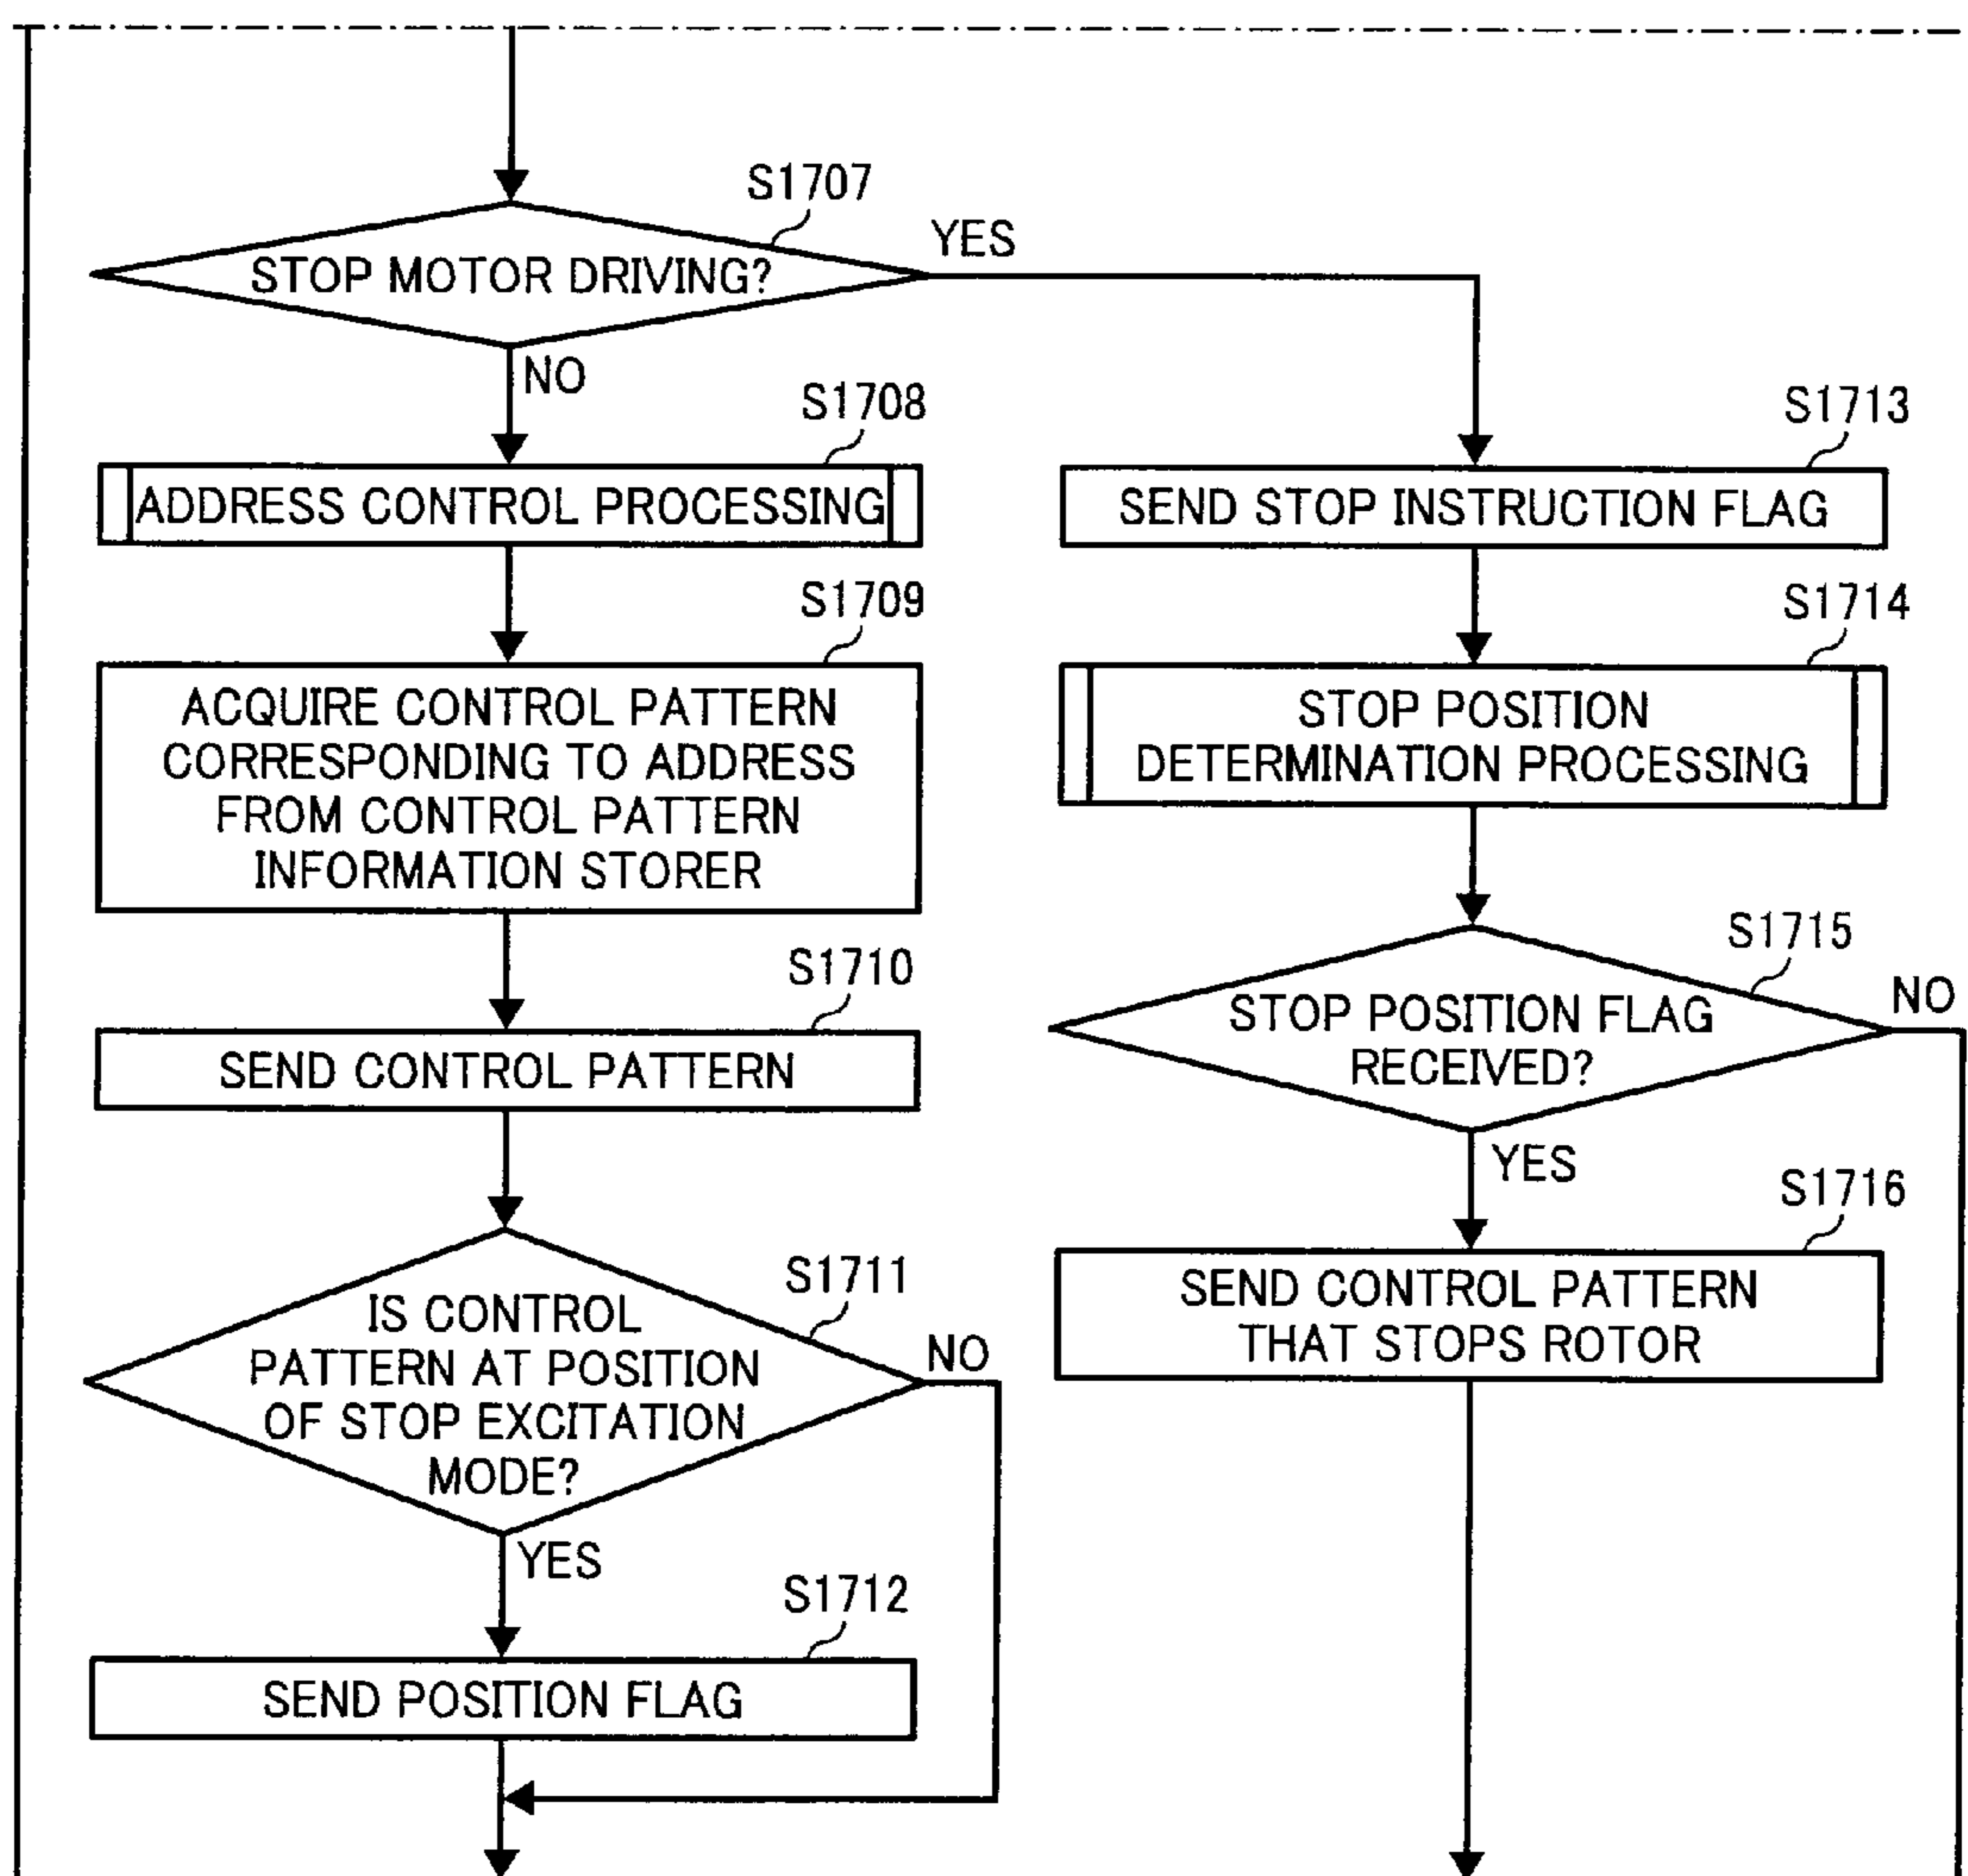 S1707
STOP MOTOR DRIVING?
YES
NO
S1708
ADDRESS CONTROL PROCESSING
S1709
ACQUIRE CONTROL PATTERN
CORRESPONDING TO ADDRESS
FROM CONTROL PATTERN
INFORMATION STORER
S1710
SEND CONTROL PATTERN
S1711
IS CONTROL
PATTERN AT POSITION
OF STOP EXCITATION
MODE?
NO
YES
S1712
SEND POSITION FLAG
S1713
SEND STOP INSTRUCTION FLAG
S1714
STOP POSITION
DETERMINATION PROCESSING
S1715
STOP POSITION FLAG
RECEIVED?
NO
YES
S1716
SEND CONTROL PATTERN
THAT STOPS ROTOR